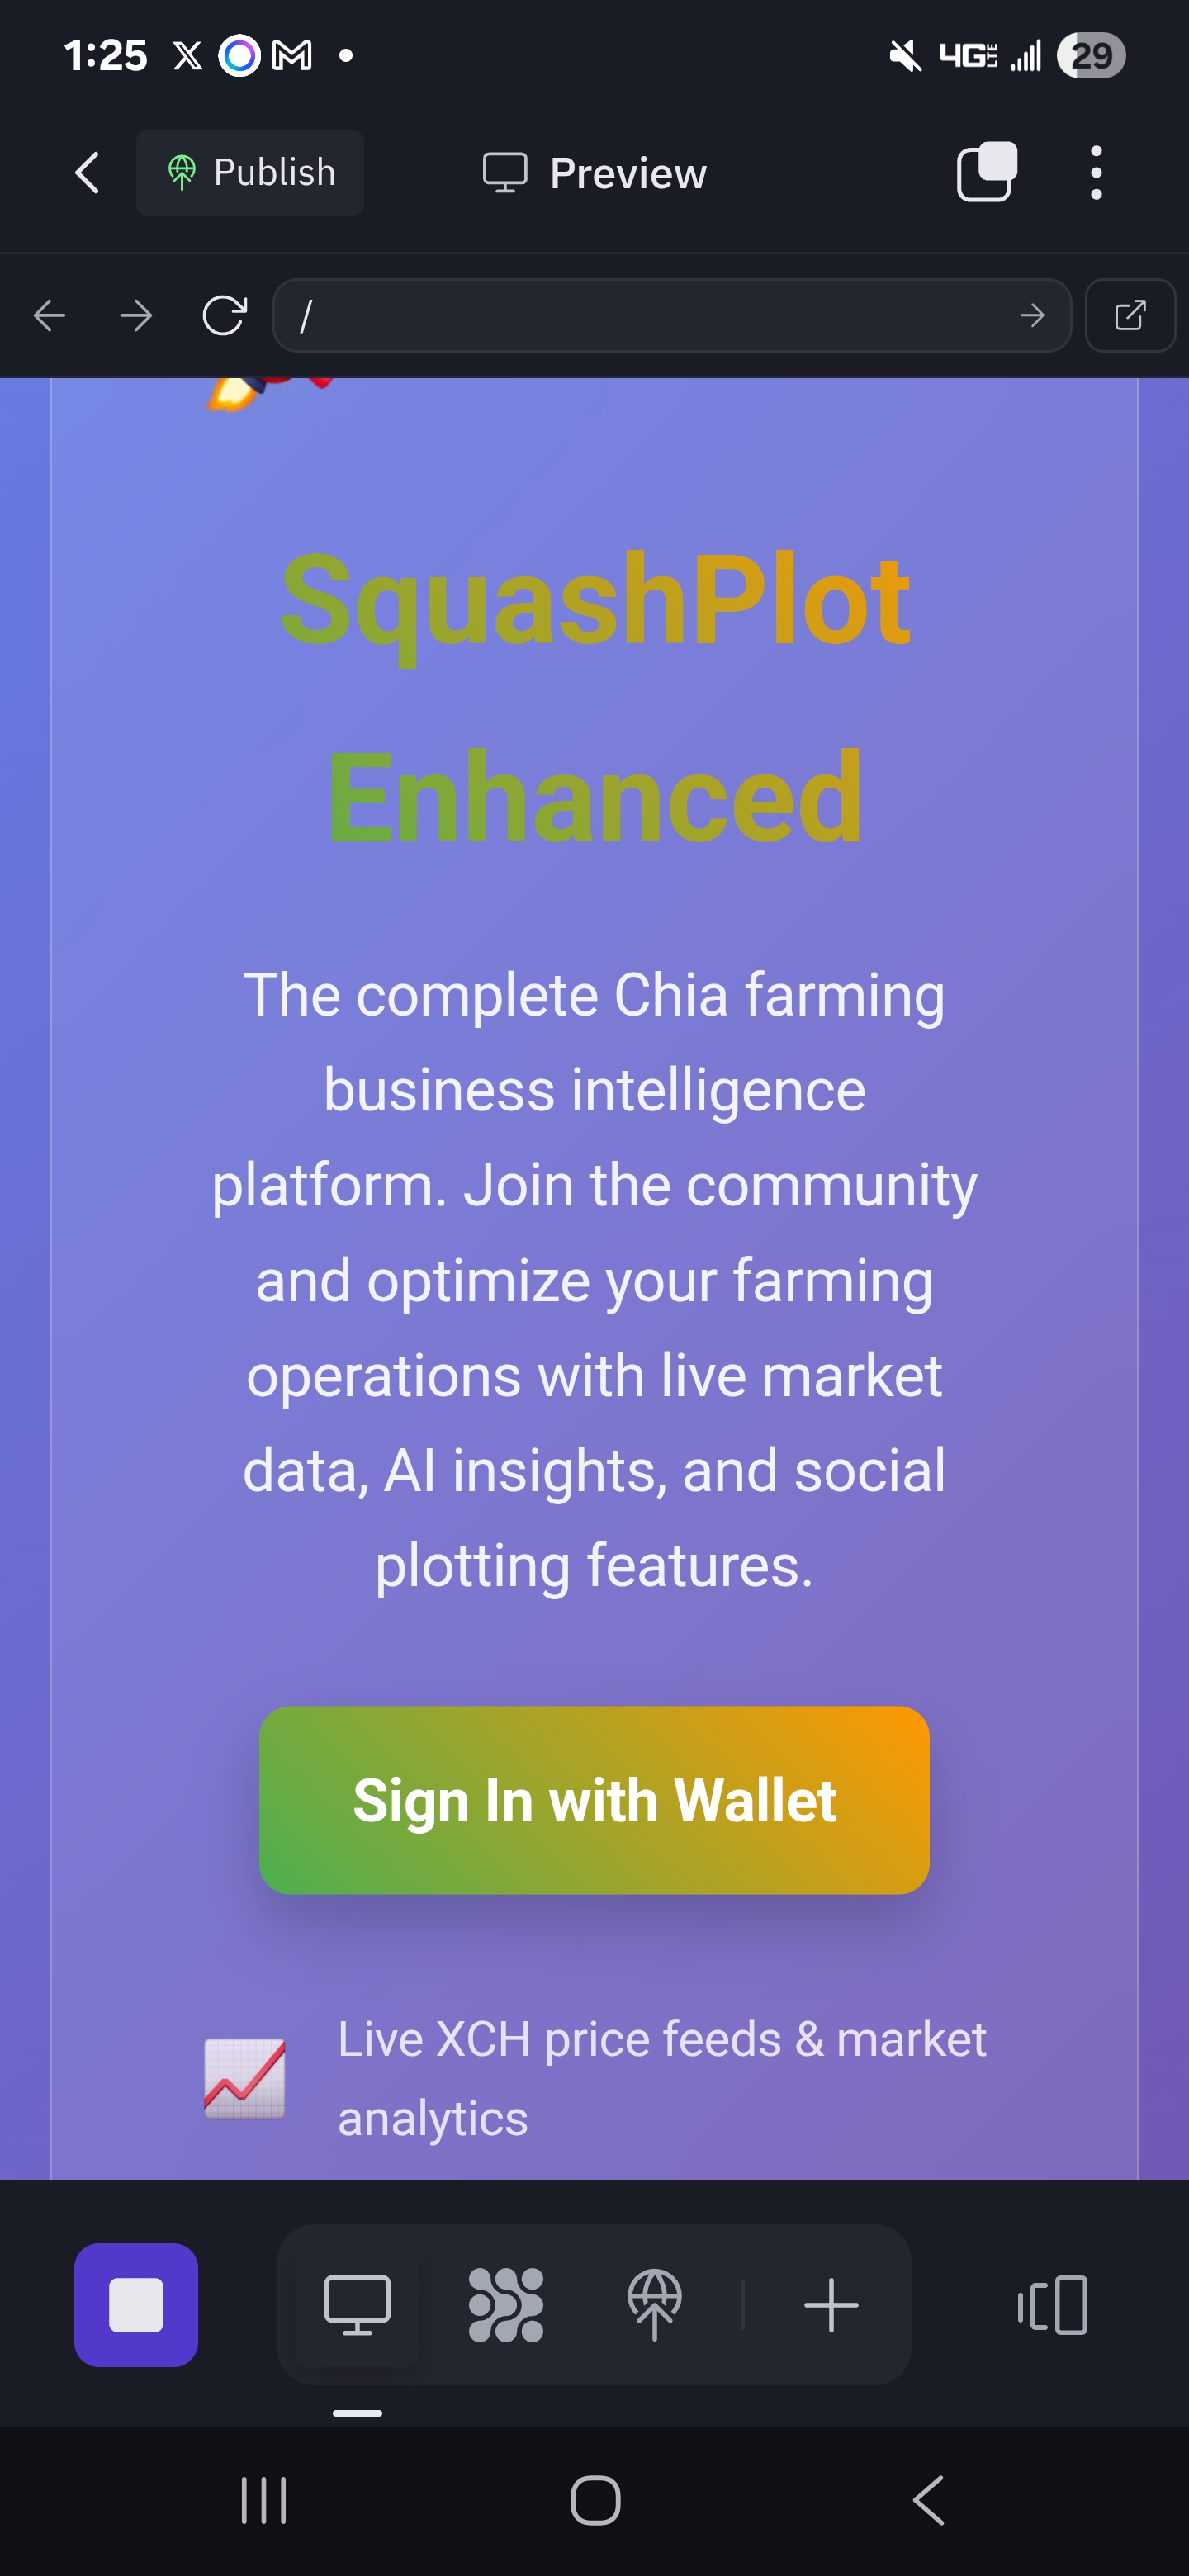 1:25
4G LTE
29
Publish
Preview
/
SquashPlot
Enhanced
The complete Chia farming
business intelligence
platform. Join the community
and optimize your farming
operations with live market
data, AI insights, and social
plotting features.
Sign In with Wallet
Live XCH price feeds & market
analytics